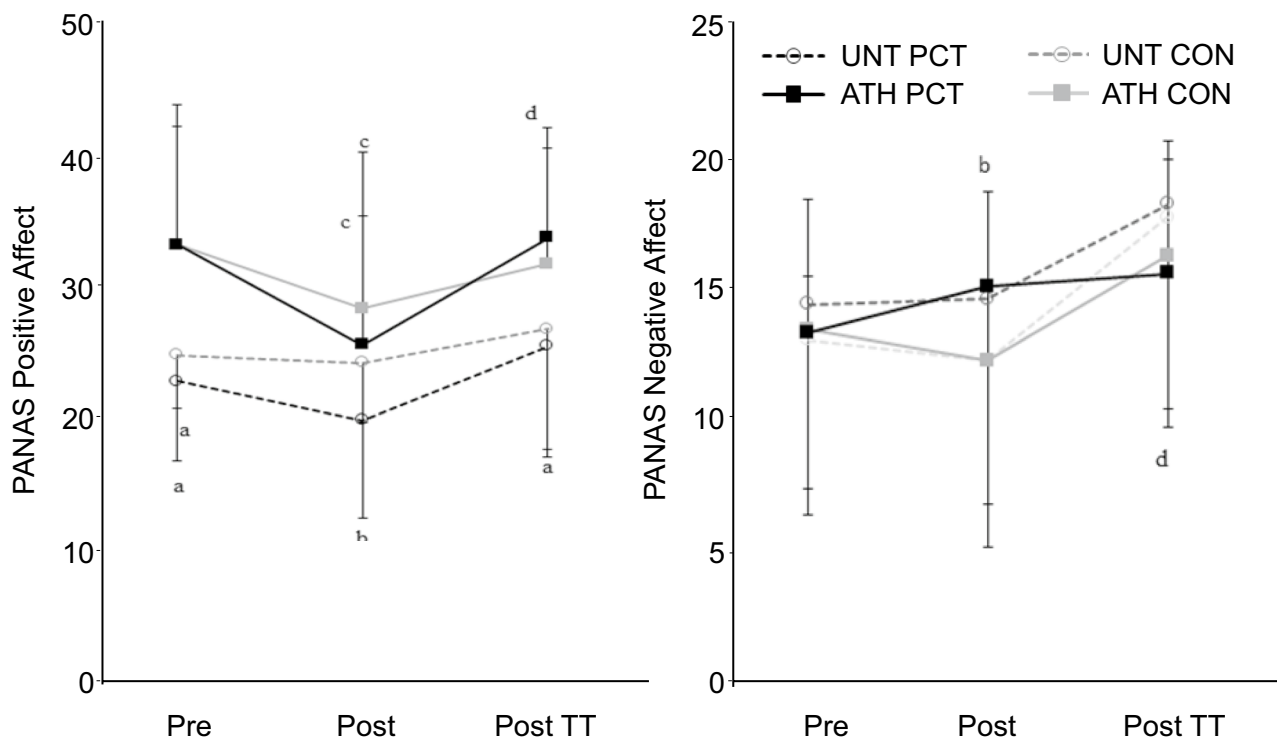 PANAS Positive Affect
50
40
30
20
10
0
a
a
c
c
b
d
a
Pre Post Post TT
PANAS Negative Affect
25
20
15
10
5
0
UNT PCT UNT CON
ATH PCT ATH CON
b
d
Pre Post Post TT